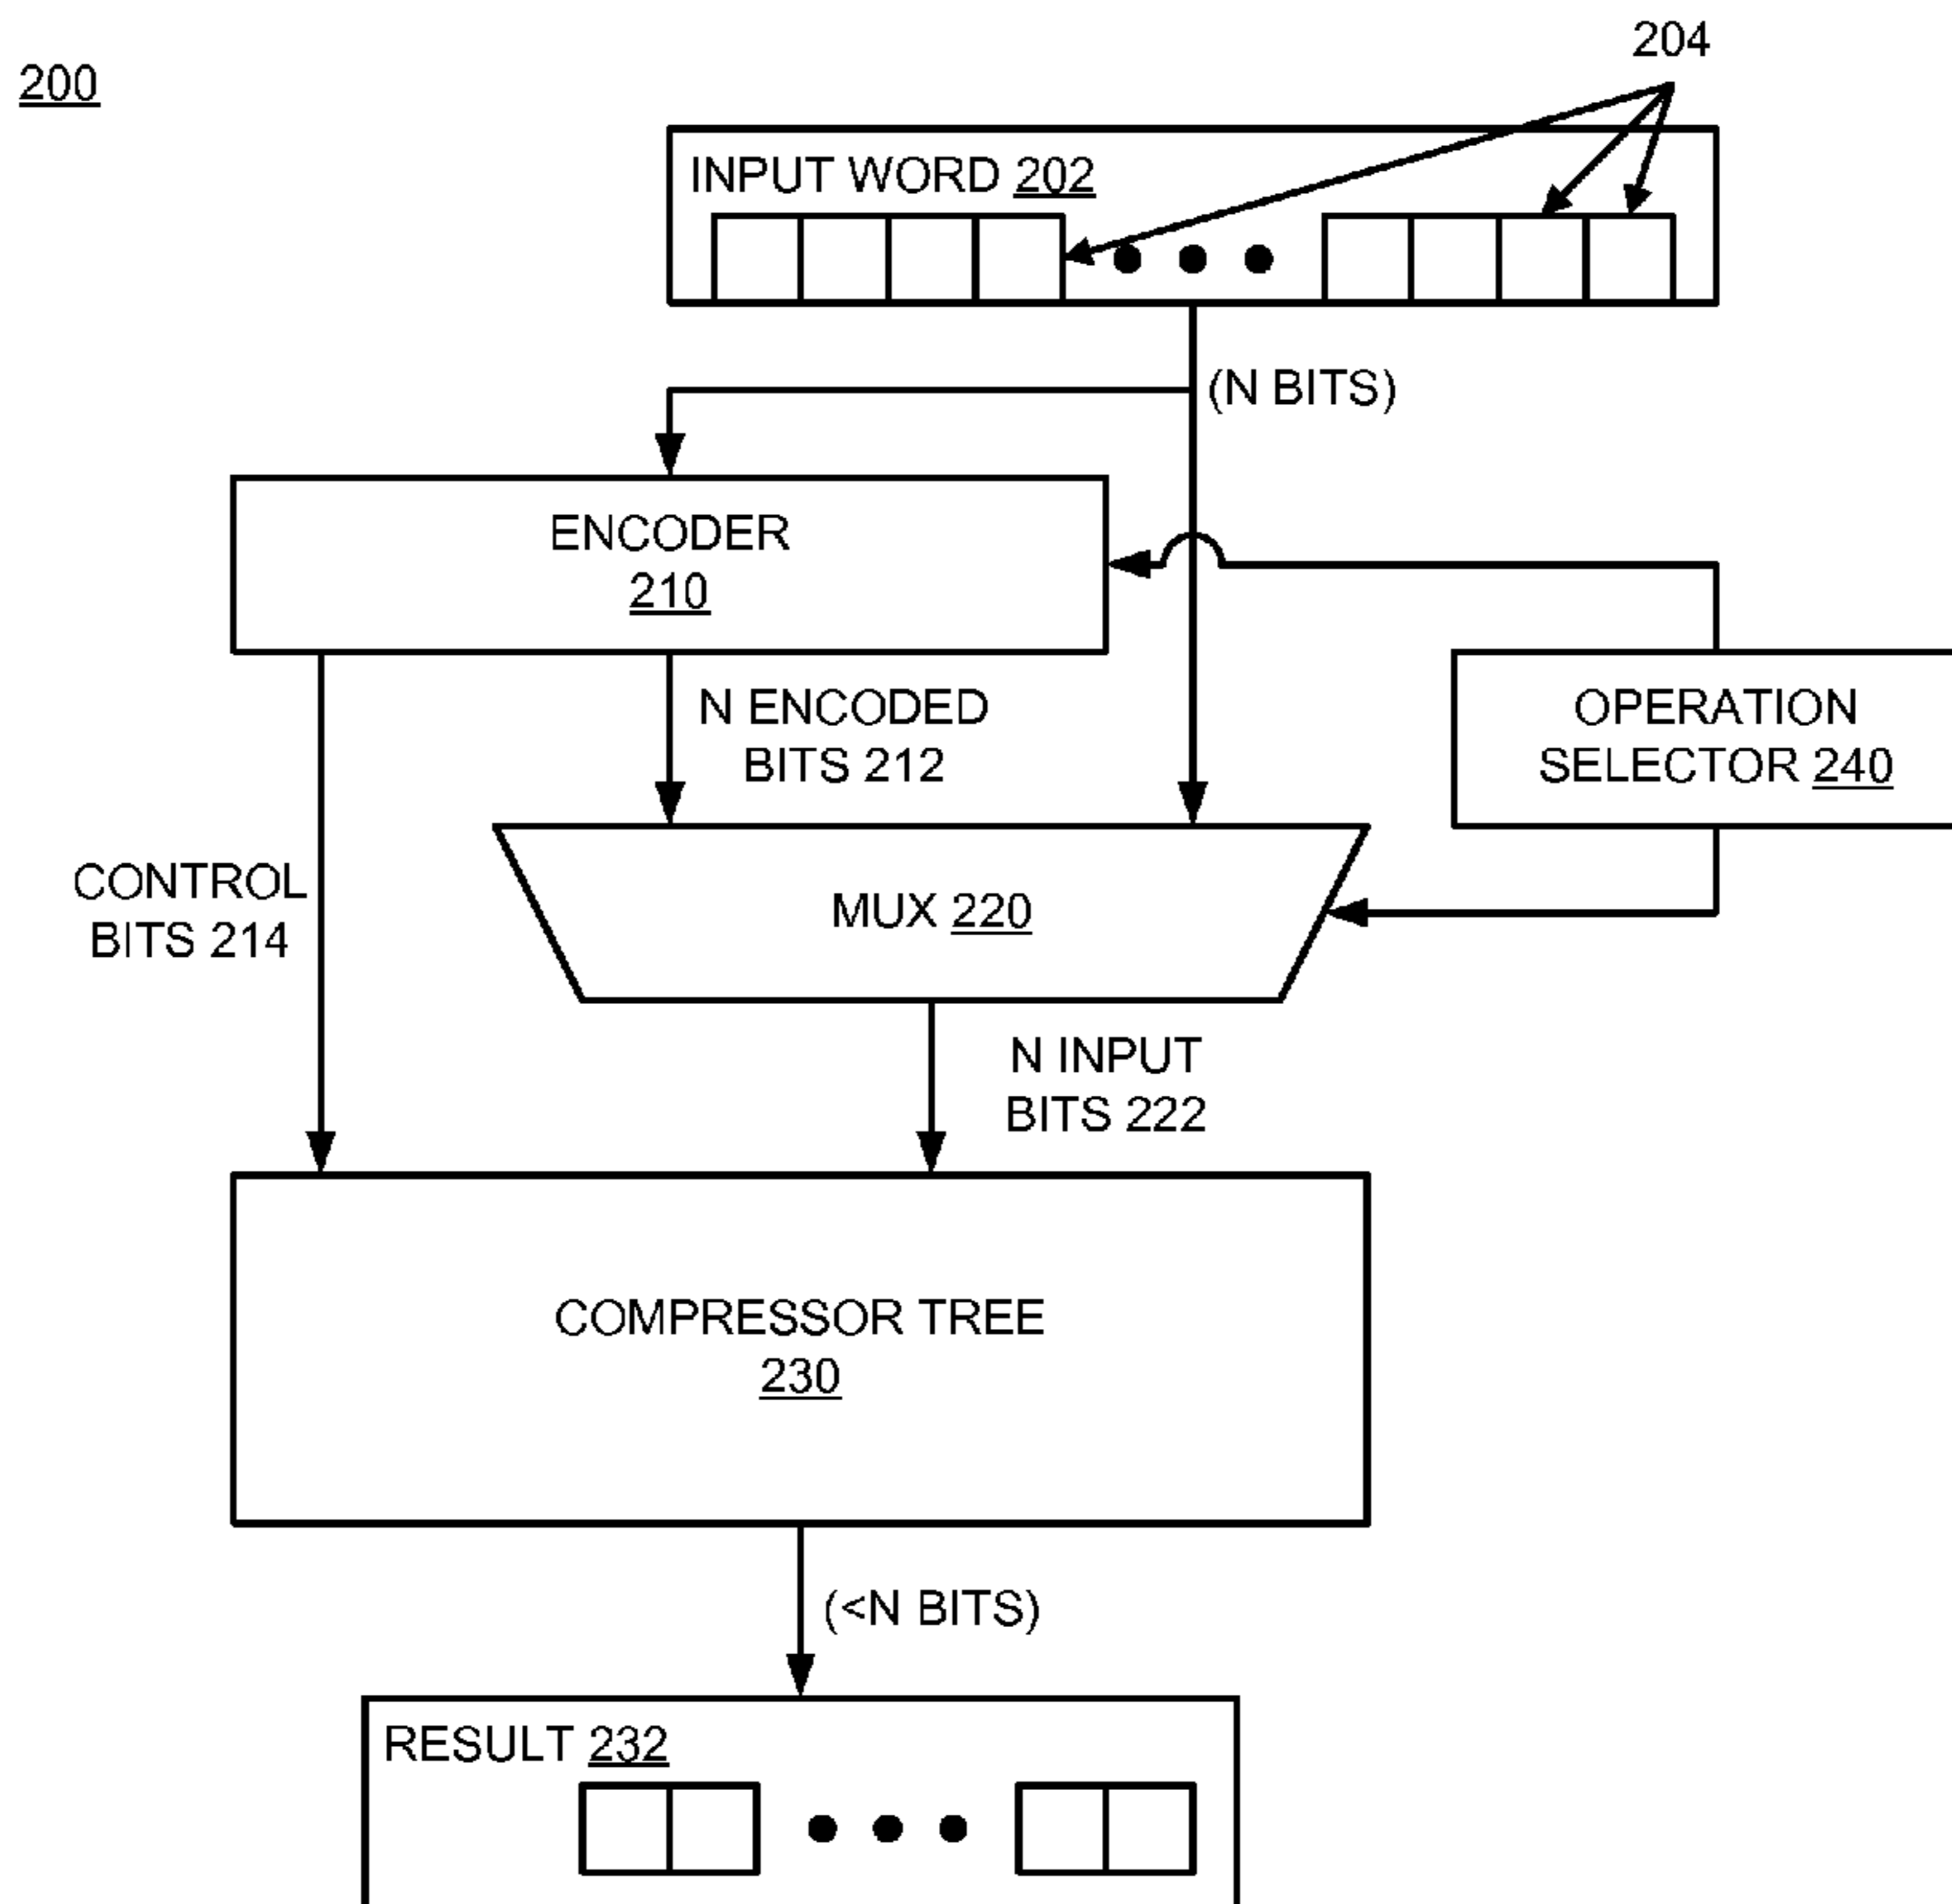 204
200
INPUT WORD 202
(N BITS)
ENCODER
210
N ENCODED
BITS 212
OPERATION
SELECTOR 240
CONTROL
BITS 214
MUX 220
N INPUT
BITS 222
COMPRESSOR TREE
230
(<N BITS)
RESULT 232